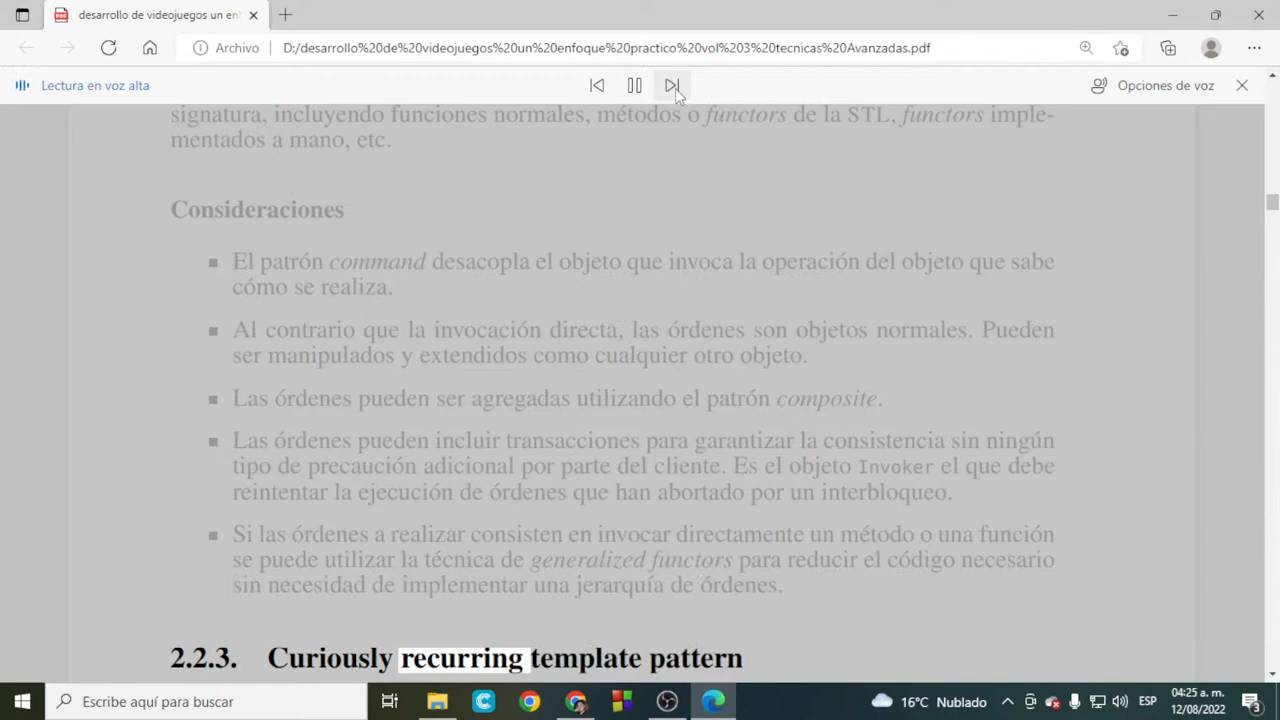 desarrollo de videojuegos un enf
Archivo
D:/desarrollo%20de%20videojuegos%20un%20enfoque%20practico%20vol%203%20tecnicas%20Avanzadas.pdf
Lectura en voz alta
Opciones de voz
signatura, incluyendo funciones normales, métodos o functors de la STL, functors imple-
mentados a mano, etc.
Consideraciones
El patrón command desacopla el objeto que invoca la operación del objeto que sabe
cómo se realiza.
Al contrario que la invocación directa, las órdenes son objetos normales. Pueden
ser manipulados y extendidos como cualquier otro objeto.
Las órdenes pueden ser agregadas utilizando el patrón composite.
Las órdenes pueden incluir transacciones para garantizar la consistencia sin ningún
tipo de precaución adicional por parte del cliente. Es el objeto Invoker el que debe
reintentar la ejecución de órdenes que han abortado por un interbloqueo.
Si las órdenes a realizar consisten en invocar directamente un método o una función
se puede utilizar la técnica de generalized functors para reducir el código necesario
sin necesidad de implementar una jerarquía de órdenes.
2.2.3. Curiously recurring template pattern
Escribe aquí para buscar
16°C Nublado
ESP
04:25 a. m.
12/08/2022
3